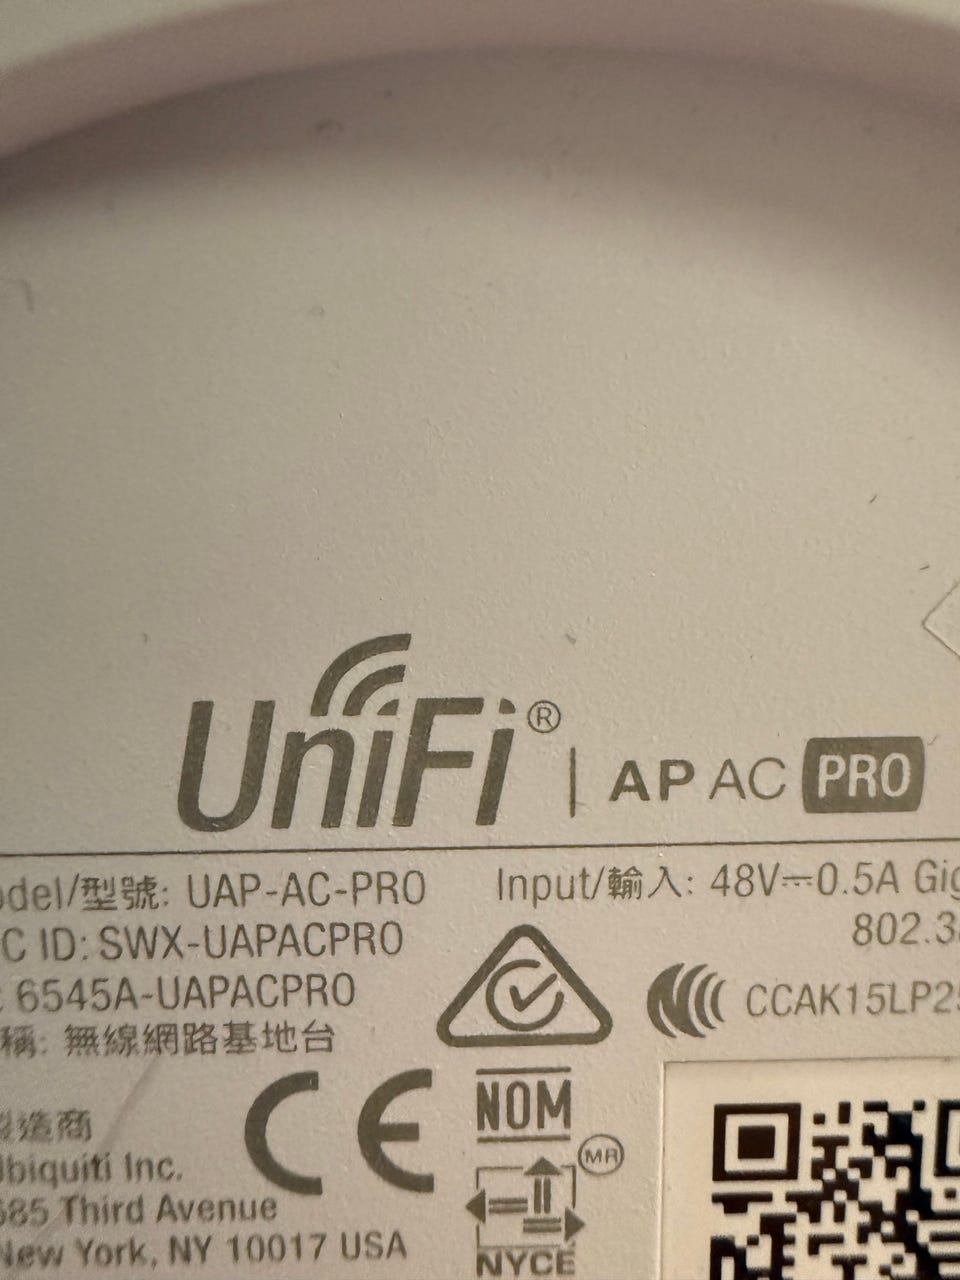 UniFi® | AP AC PRO
odel/型號: UAP-AC-PRO
Input/輸入: 48V⎓0.5A Gig
C ID: SWX-UAPACPRO
802.3a
6545A-UAPACPRO
CCAK15LP25
稱: 無線網路基地台
製造商
Ubiquiti Inc.
685 Third Avenue
New York, NY 10017 USA
CE
NOM
MR
NYCE